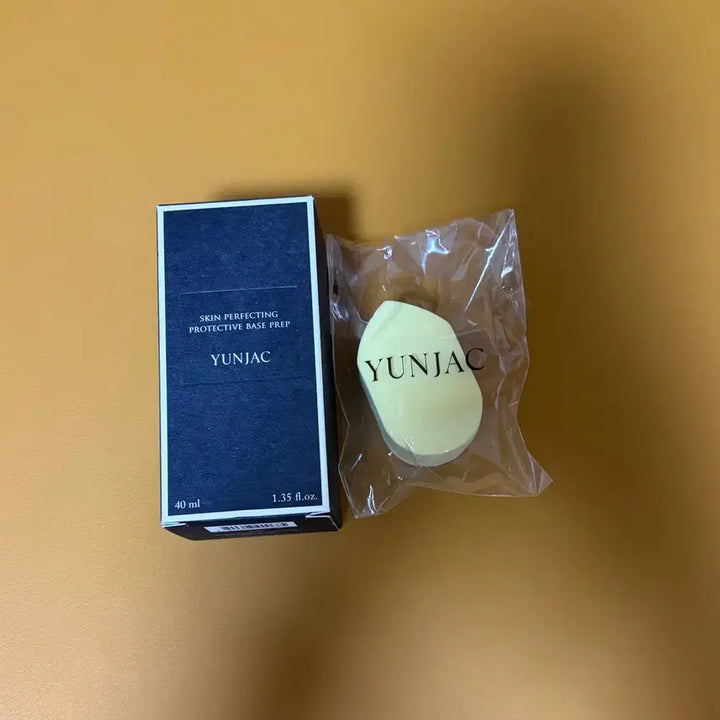 SKIN PERFECTING
PROTECTIVE BASE PREP
YUNJAC
40 ml
1.35 fl.oz.
YUNJAC